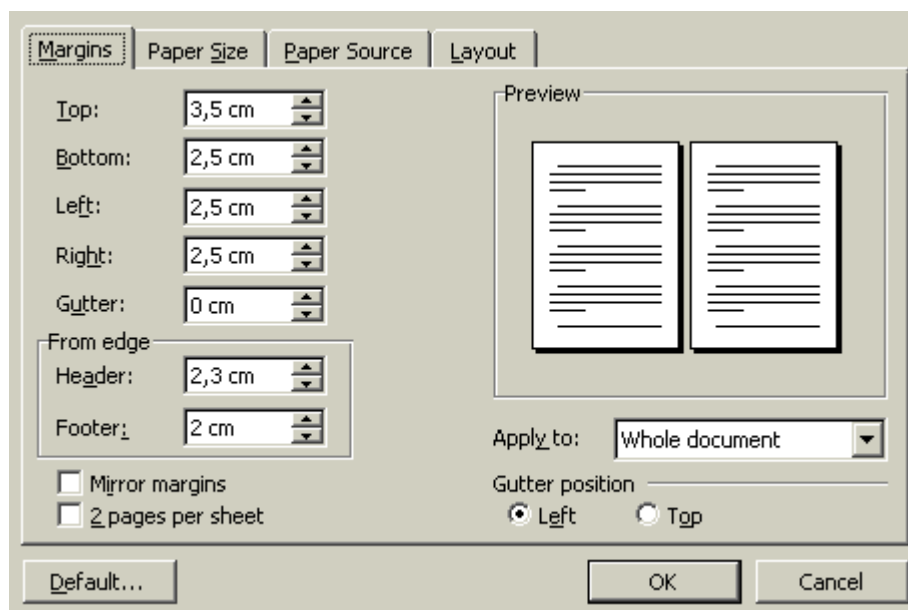 Margins Paper Size Paper Source Layout
Top: 3,5 cm
Bottom: 2,5 cm
Left: 2,5 cm
Right: 2,5 cm
Gutter: 0 cm
From edge
Header: 2,3 cm
Footer: 2 cm
Mirror margins
2 pages per sheet
Preview
Apply to: Whole document
Gutter position
Left Top
Default... OK Cancel